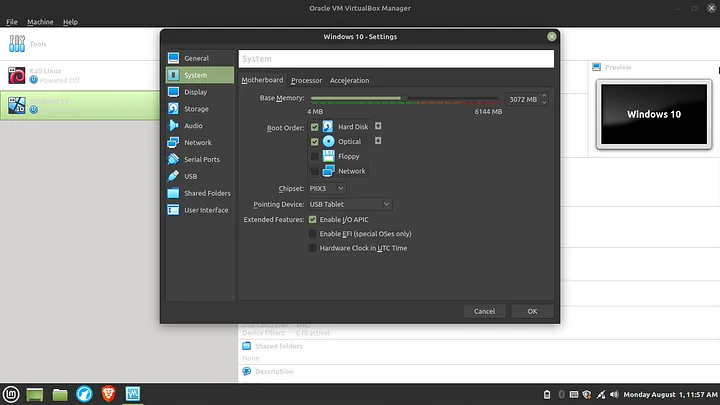 Oracle VM VirtualBox Manager
File Machine Help
Tools
Kali Linux
Powered Off
Windows 10 - Settings
General
System
Display
Storage
Audio
Network
Serial Ports
USB
Shared Folders
User Interface
System
Motherboard Processor Acceleration
Base Memory: 3072 MB
4 MB 6144 MB
Boot Order: Hard Disk
Optical
Floppy
Network
Chipset: PIIX3
Pointing Device: USB Tablet
Extended Features: Enable I/O APIC
Enable EFI (special OSes only)
Hardware Clock in UTC Time
Cancel OK
Preview
Windows 10
Device Filters: 0 (0 active)
Shared folders
None
Description
Monday August 1, 11:57 AM